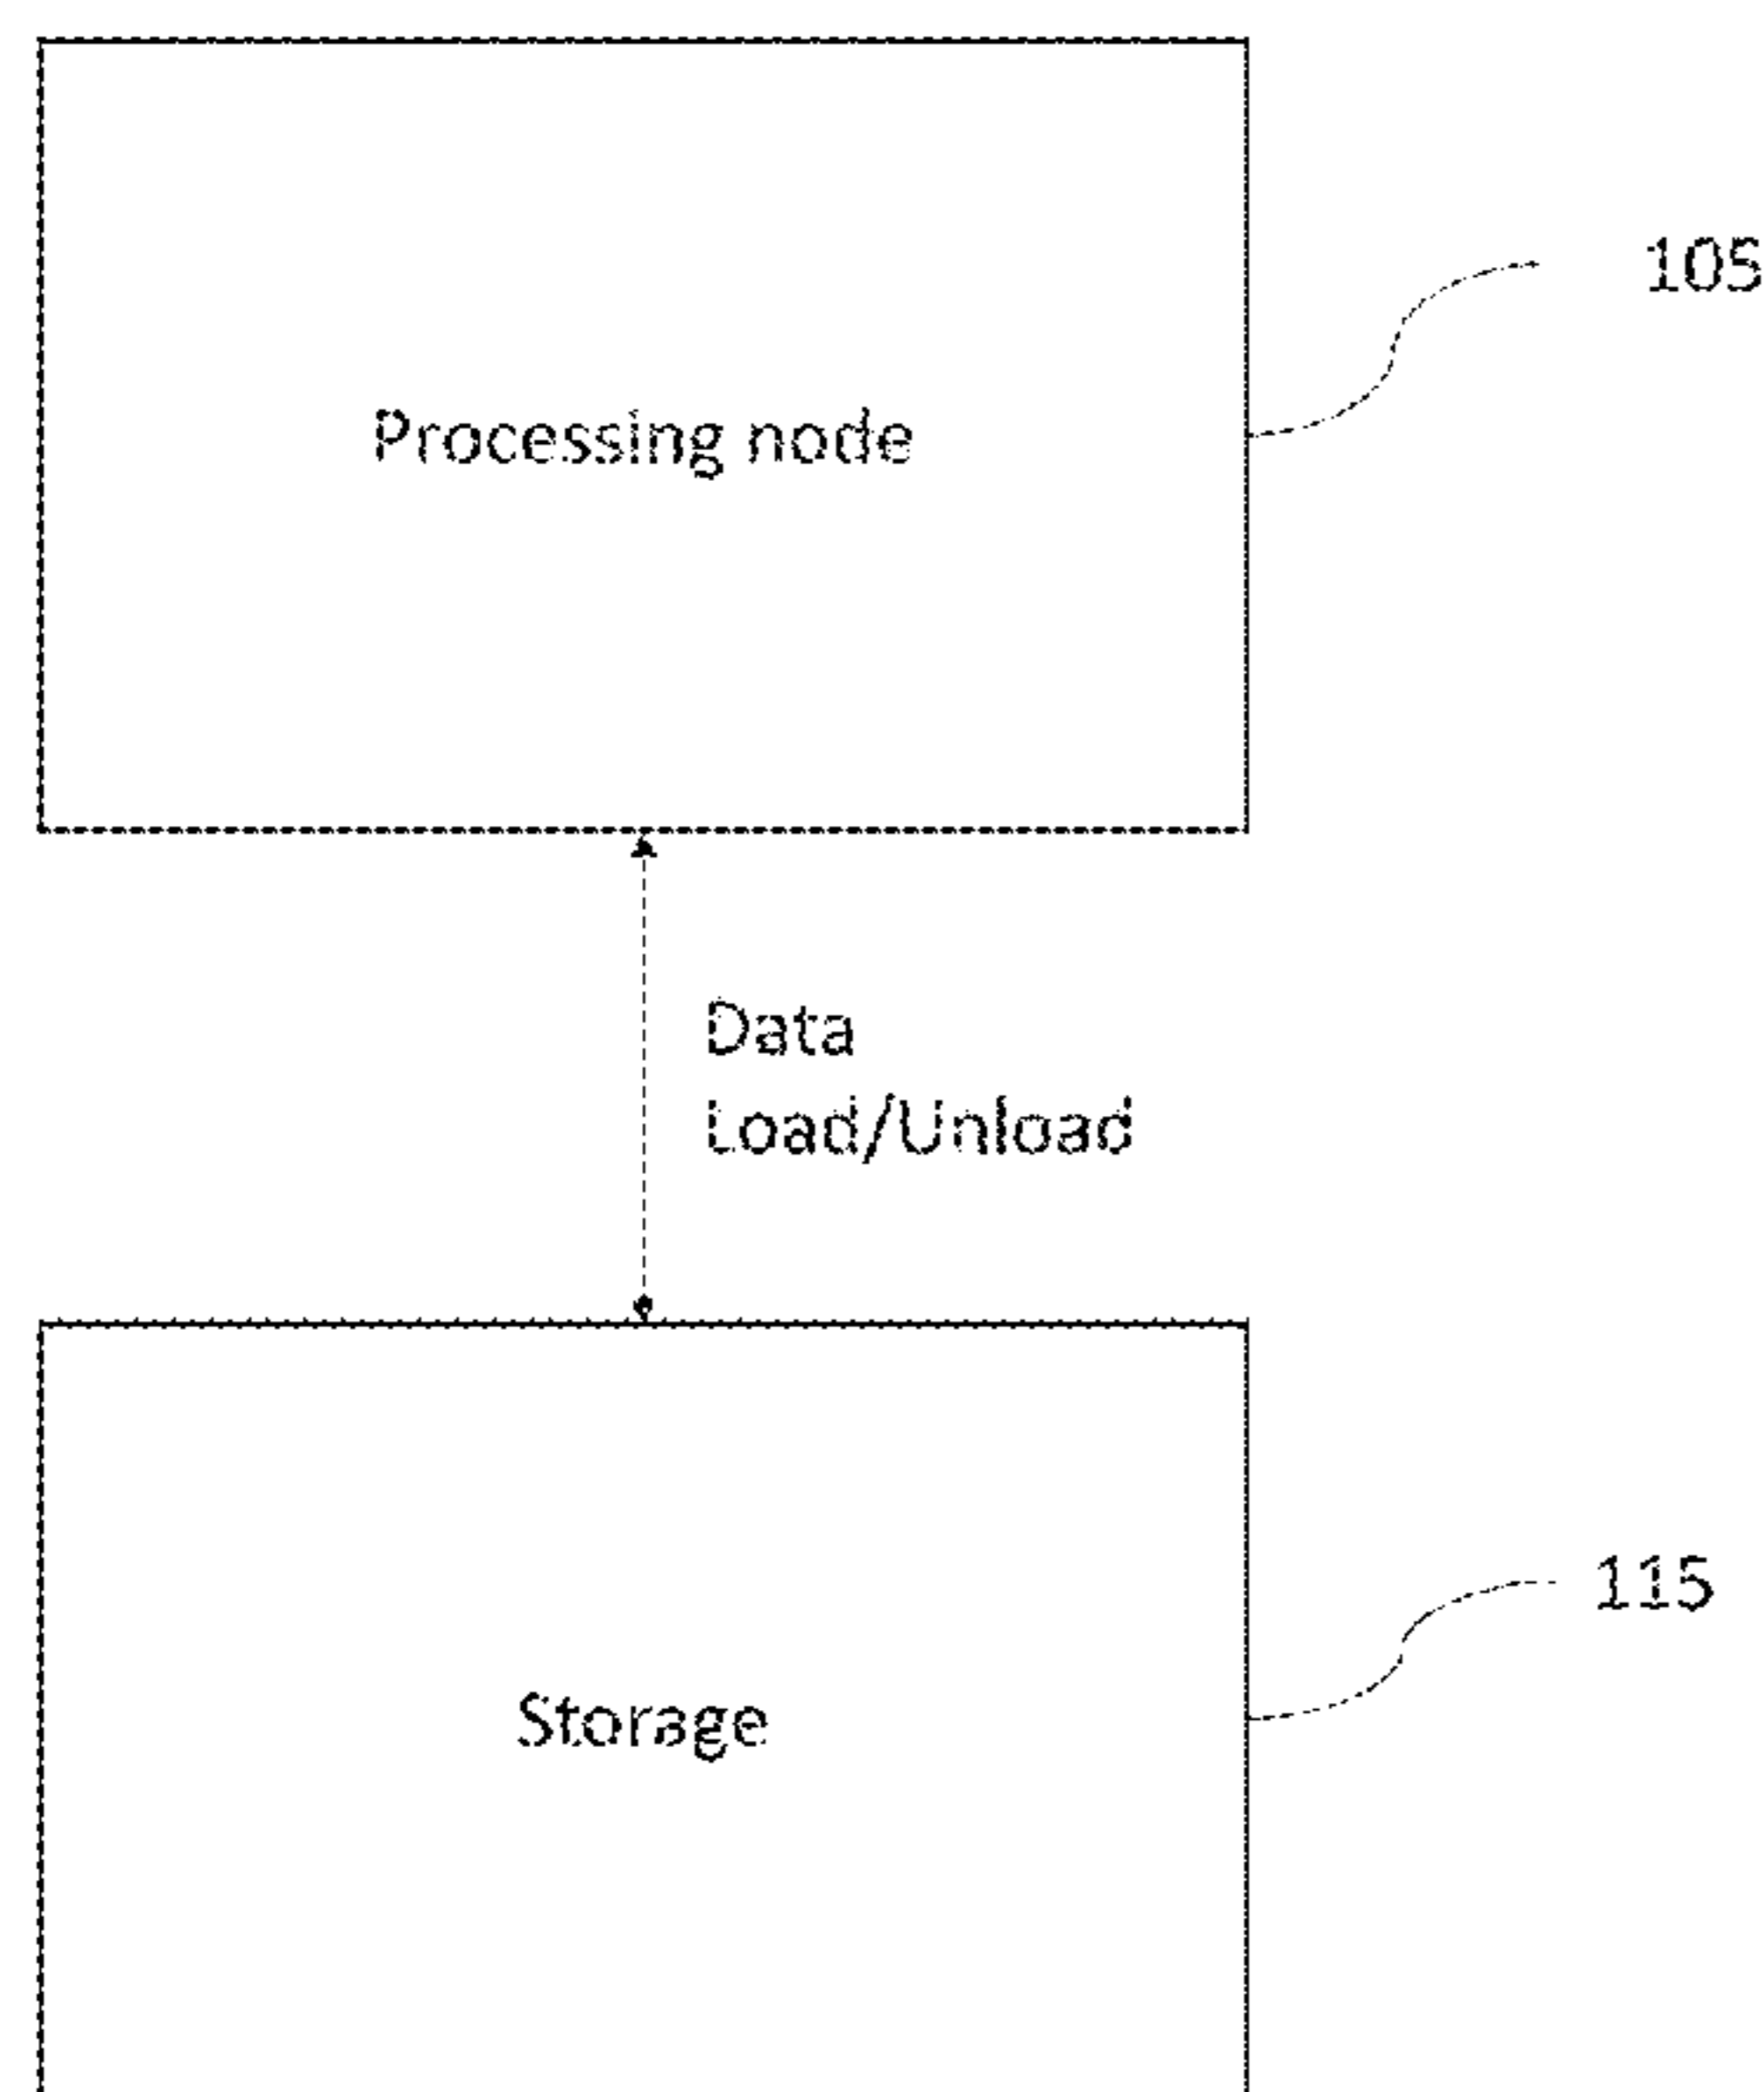 105
Processing node
Data
Load/Unload
115
Storage